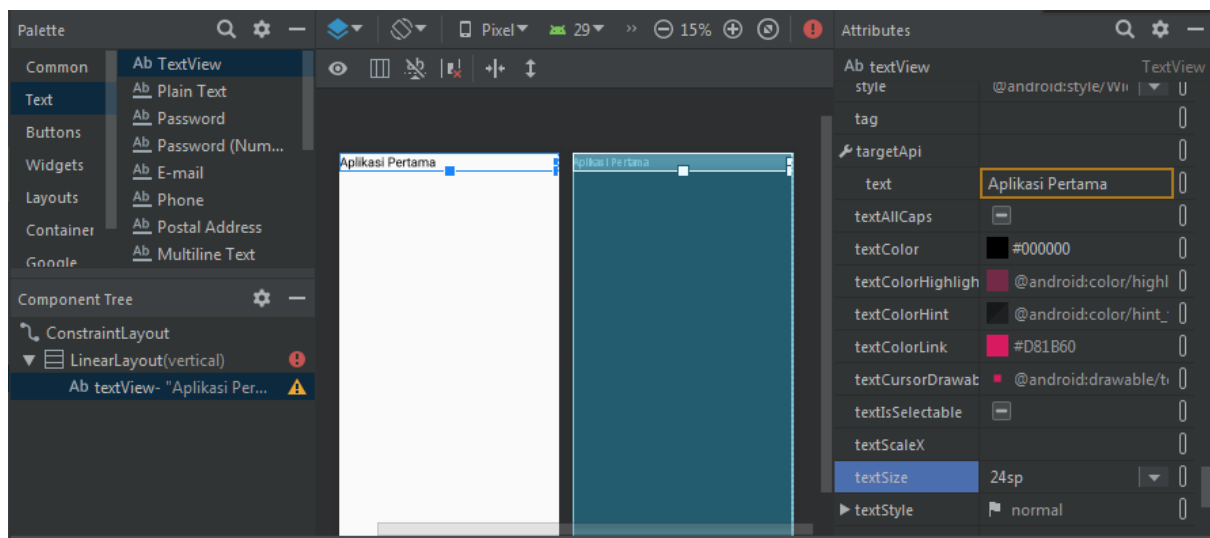 Palette
Common
Text
Buttons
Widgets
Layouts
Container
Google
Ab TextView
Ab Plain Text
Ab Password
Ab Password (Num...
Ab E-mail
Ab Phone
Ab Postal Address
Ab Multiline Text
Component Tree
ConstraintLayout
LinearLayout(vertical)
Ab textView- "Aplikasi Per...
Pixel 29 » 15%
Aplikasi Pertama
Aplikasi Pertama
Attributes
Ab textView TextView
style @android:style/Wi
tag
targetApi
text Aplikasi Pertama
textAllCaps
textColor #000000
textColorHighligh @android:color/highl
textColorHint @android:color/hint_
textColorLink #D81B60
textCursorDrawab @android:drawable/t
textIsSelectable
textScaleX
textSize 24sp
textStyle normal